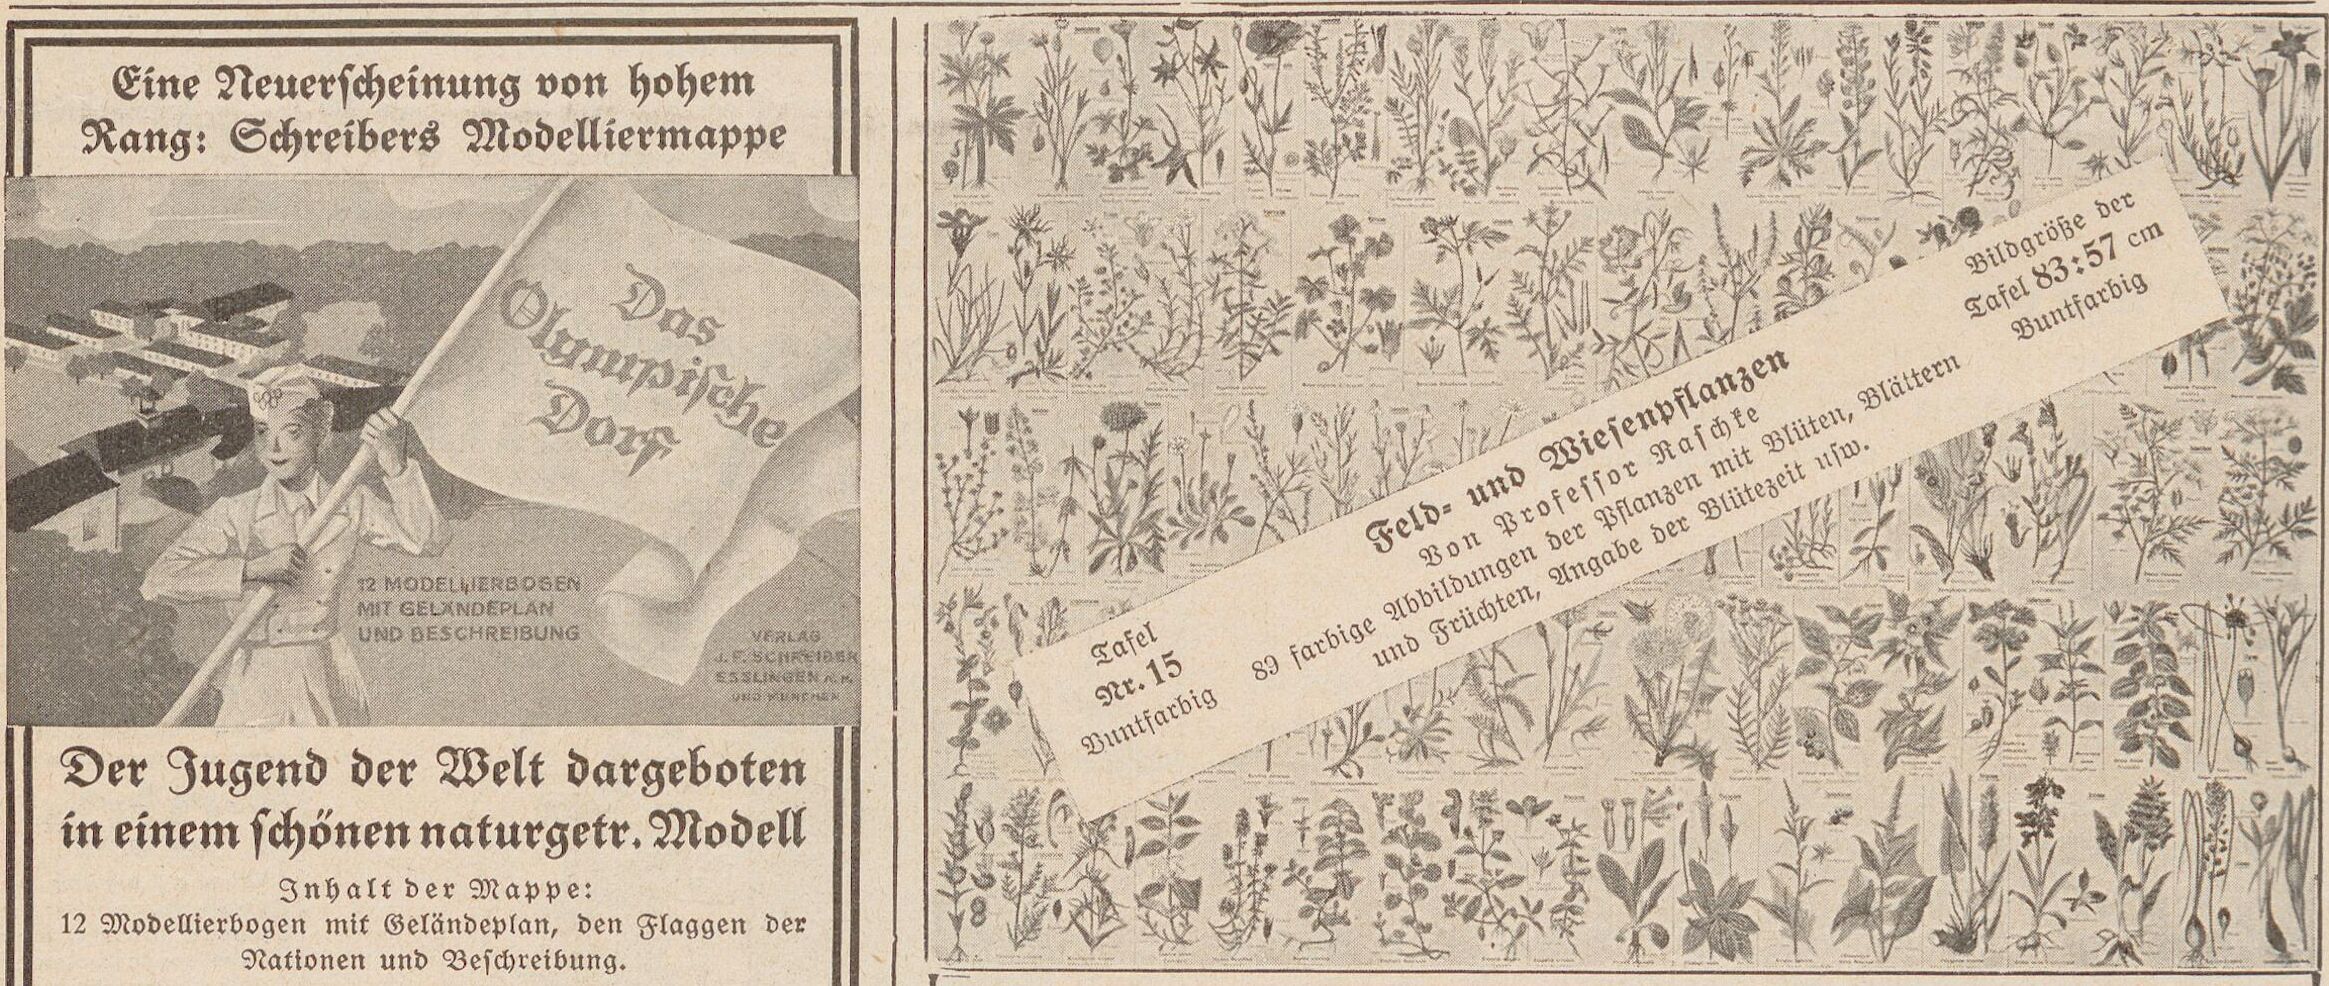 Eine Neuerscheinung von hohem
Rang: Schreibers Modelliermappe
Das
Olympische
Dorf
12 MODELLIERBOGEN
MIT GELÄNDEPLAN
UND BESCHREIBUNG
VERLAG
J. F. SCHREIBER
ESSLINGEN A. N.
UND MÜNCHEN
Der Jugend der Welt dargeboten
in einem schönen naturgetr. Modell
Inhalt der Mappe:
12 Modellierbogen mit Geländeplan, den Flaggen der
Nationen und Beschreibung.
Tafel
Nr. 15
Buntfarbig
Feld- und Wiesenpflanzen
Von Professor Raschke
89 farbige Abbildungen der Pflanzen mit Blüten, Blättern
und Früchten, Angabe der Blütezeit usw.
Bildgröße der
Tafel 83:57 cm
Buntfarbig